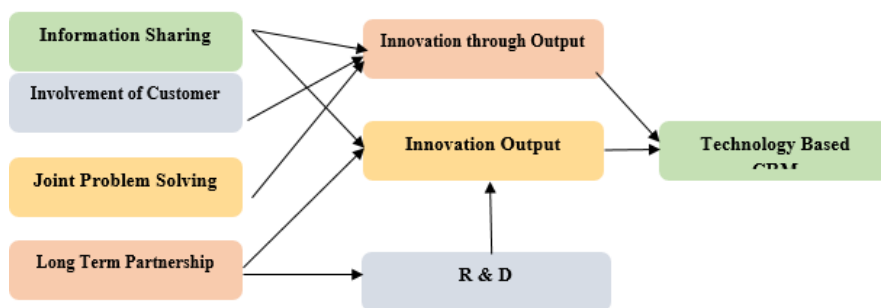 Information Sharing
Involvement of Customer
Joint Problem Solving
Long Term Partnership
Innovation through Output
Innovation Output
R & D
Technology Based